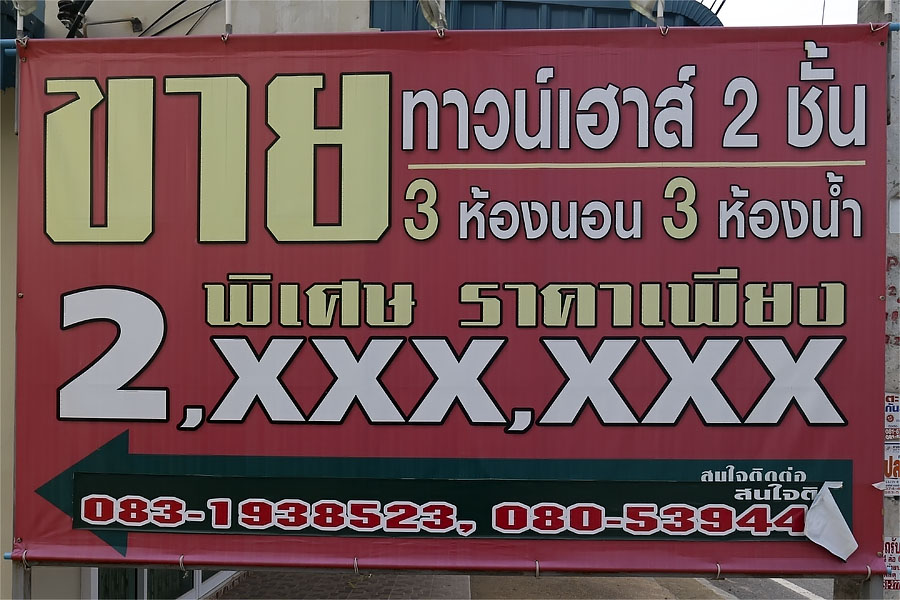 ขาย
ทาวน์เฮาส์ 2 ชั้น
3 ห้องนอน 3 ห้องน้ำ
พิเศษ ราคาเพียง
2,xxx,xxx
สนใจติดต่อ
083-1938523, 080-53944